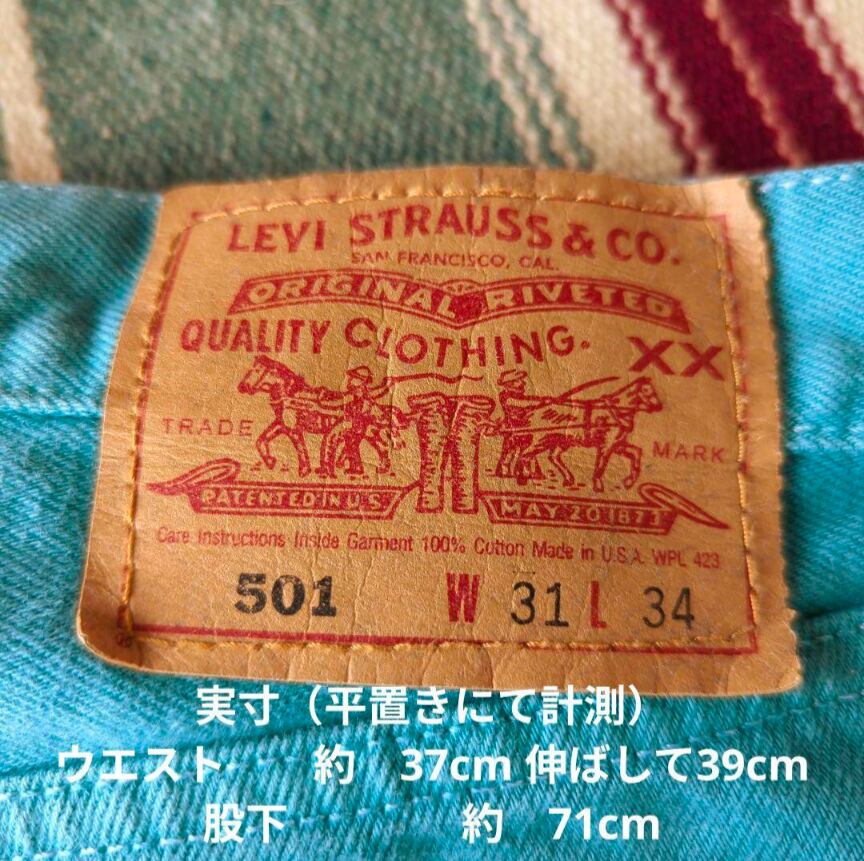 LEVI STRAUSS & CO.
SAN FRANCISCO, CAL.
ORIGINAL RIVETED
QUALITY CLOTHING.
XX
TRADE MARK
PATENTED IN U.S. MAY 20 1873
Care Instructions Inside Garment 100% Cotton Made in U.S.A. WPL 423
501 W 31 L 34
実寸（平置きにて計測）
ウエスト 約 37cm 伸ばして39cm
股下 約 71cm